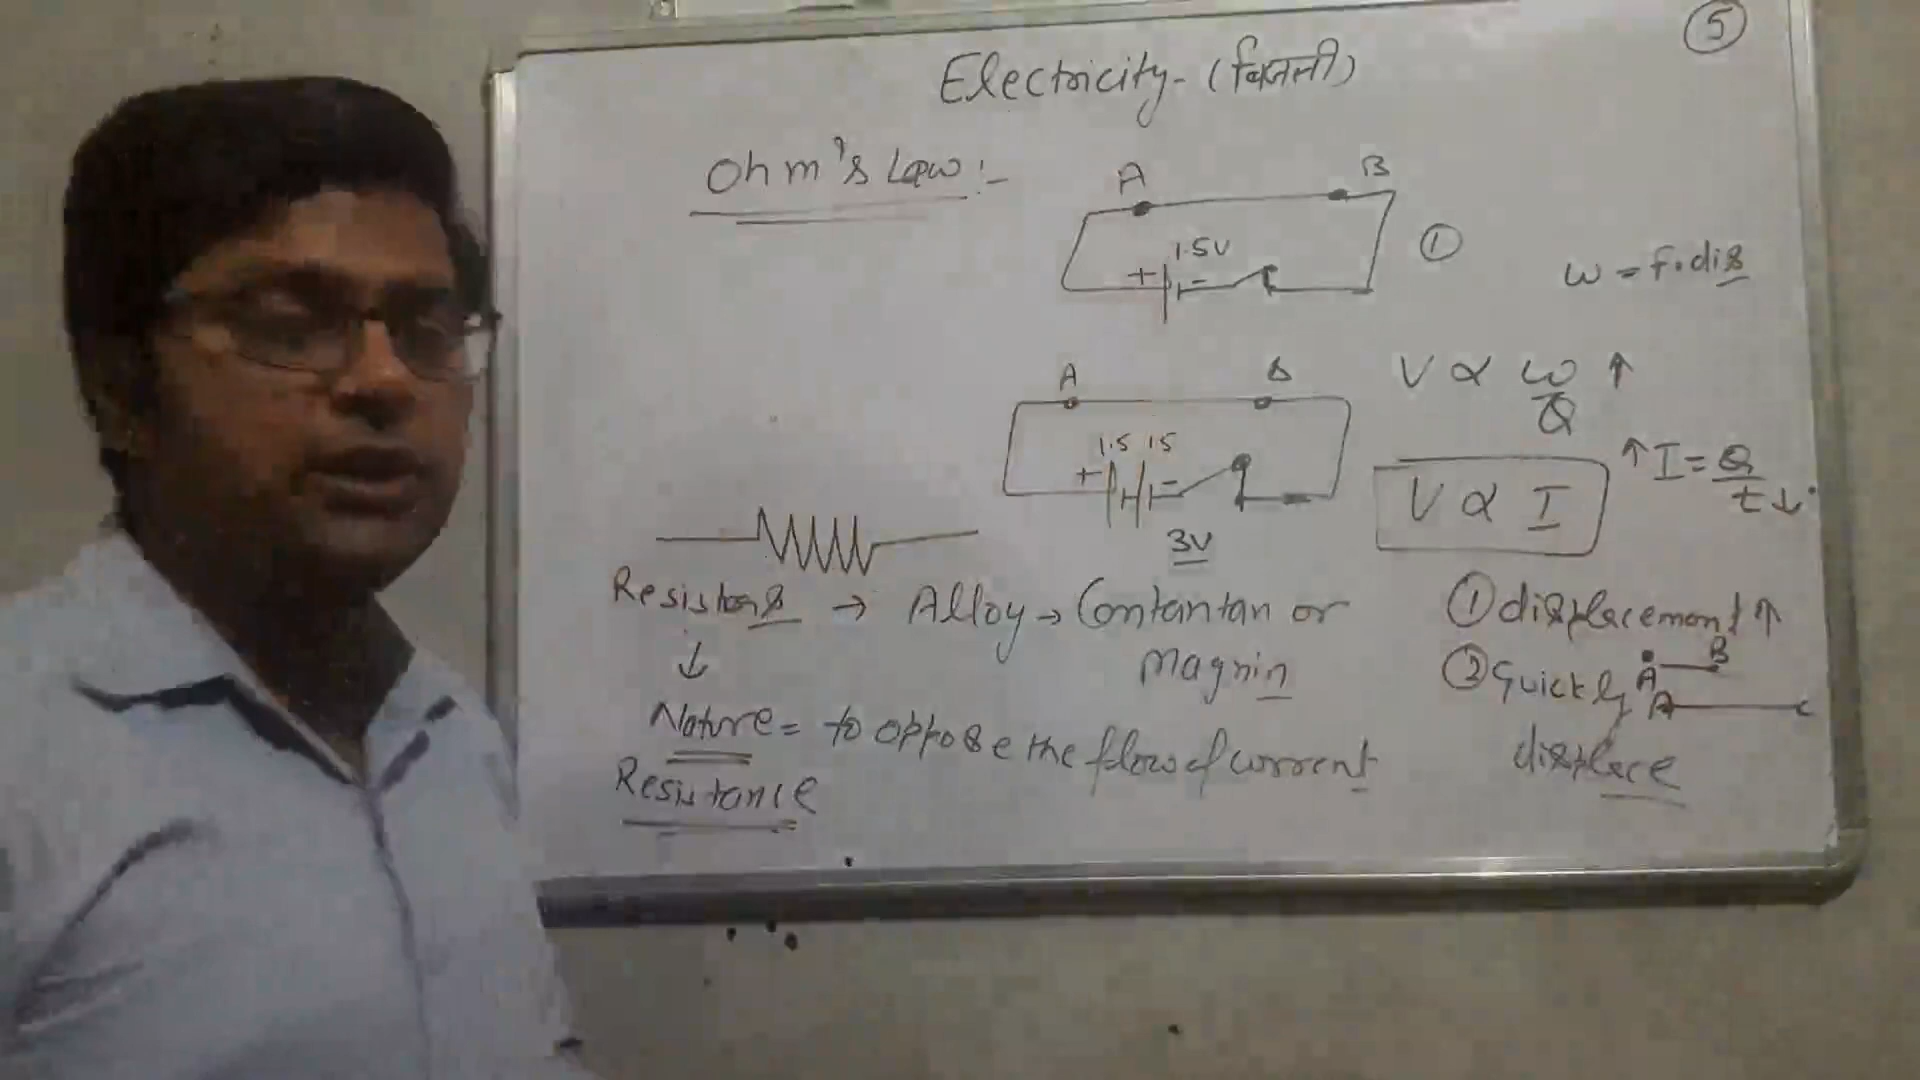 5
Electricity - (बिजली)
Ohm's Law :-
A B
1.5V
+ -
①
w = F.dis
A B
1.5 1.5
+ -
3V
V ∝ w/Q ↑
↑ I = Q/t ↓
V ∝ I
Resistors → Alloy → Contantan or
Magnin
↓
Nature = to oppose the flow of current
Resistance
① displacement ↑
② Quickly
A B
A c
displace